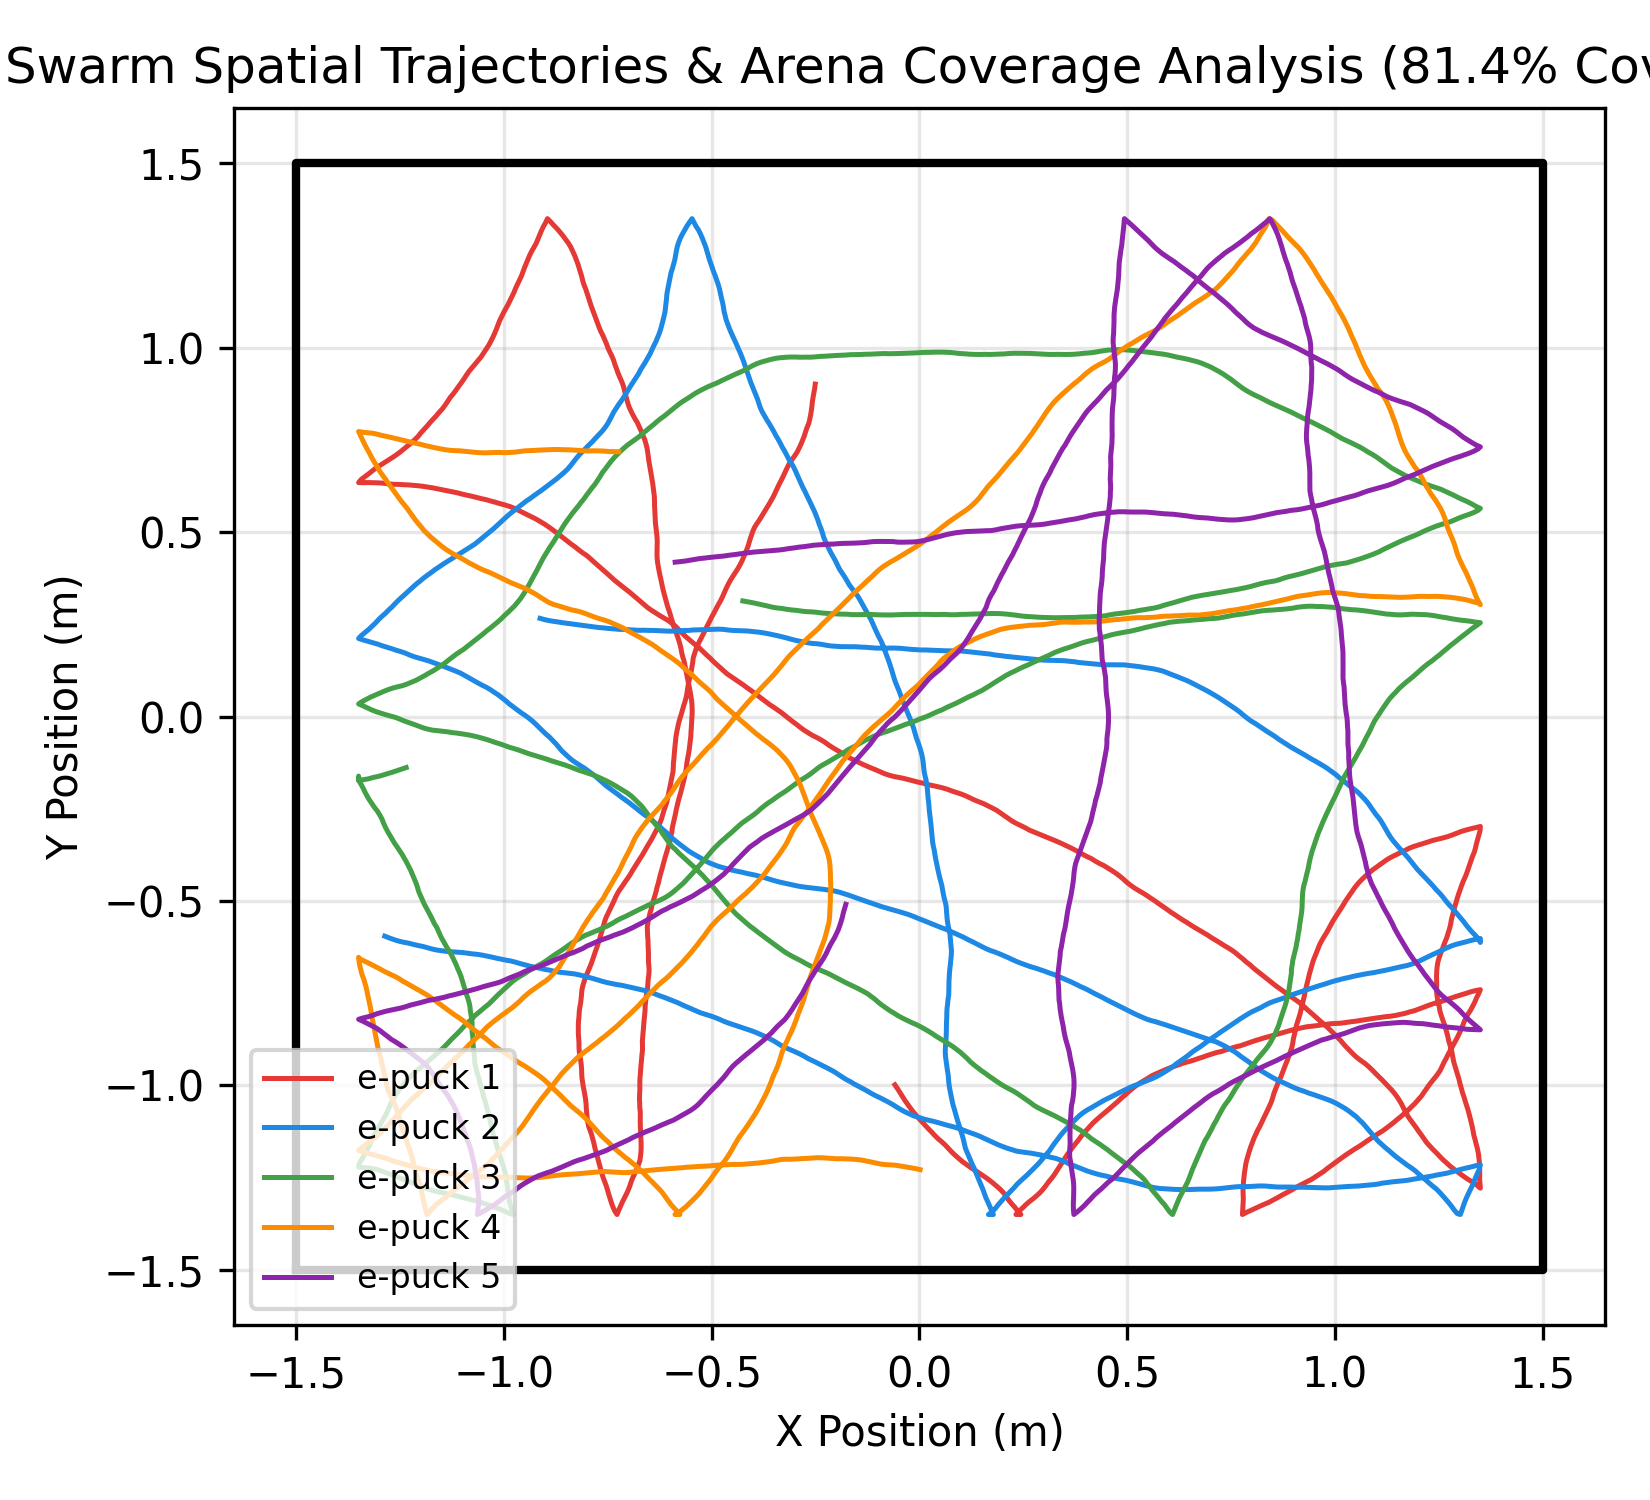 Swarm Spatial Trajectories & Arena Coverage Analysis (81.4% Cov
1.5
1.0
0.5
0.0
−0.5
−1.0
−1.5
Y Position (m)
e-puck 1
e-puck 2
e-puck 3
e-puck 4
e-puck 5
−1.5
−1.0
−0.5
0.0
0.5
1.0
1.5
X Position (m)